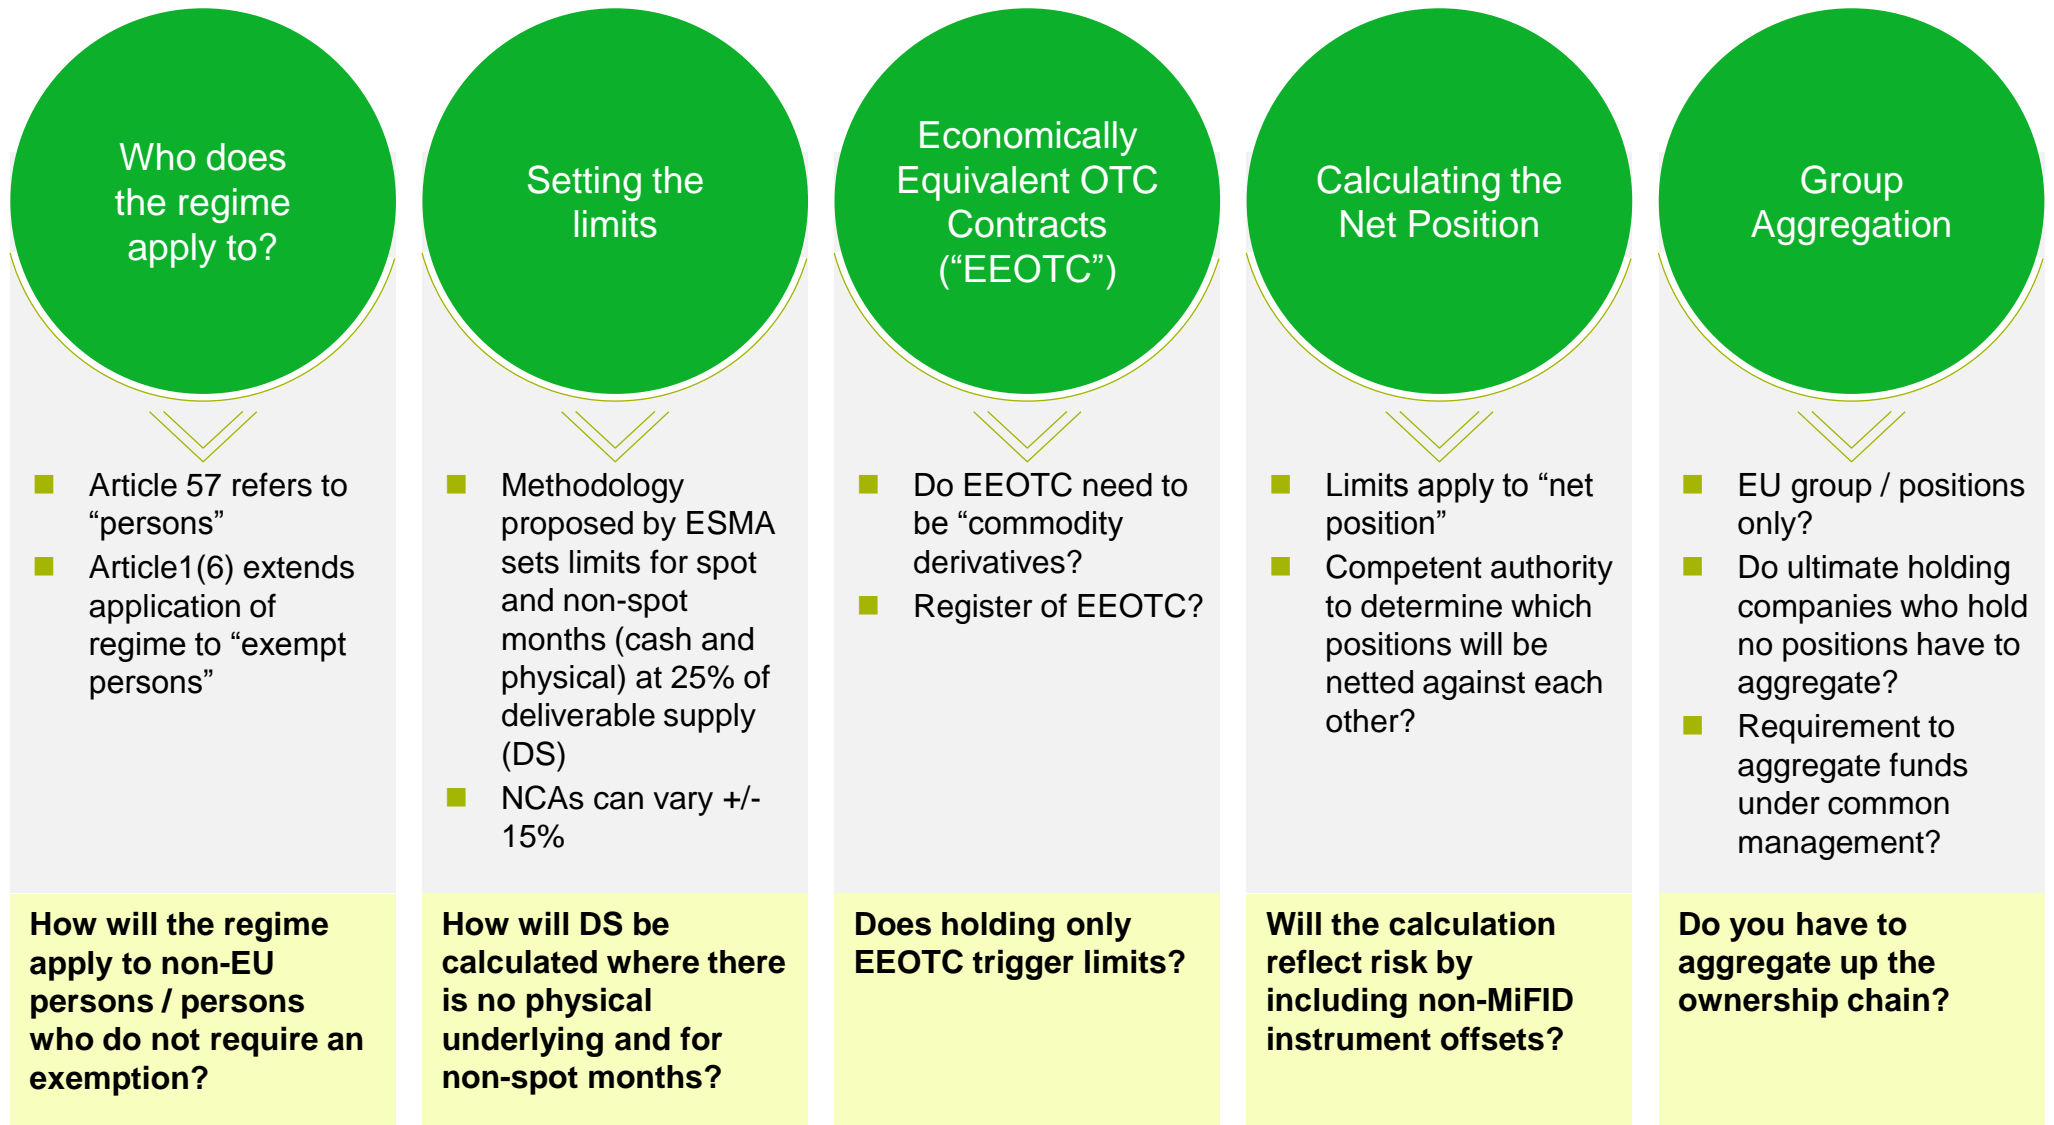 Who does
the regime
apply to?
Article 57 refers to
“persons”
Article1(6) extends
application of
regime to “exempt
persons”
How will the regime
apply to non-EU
persons / persons
who do not require an
exemption?
Setting the
limits
Methodology
proposed by ESMA
sets limits for spot
and non-spot
months (cash and
physical) at 25% of
deliverable supply
(DS)
NCAs can vary +/-
15%
How will DS be
calculated where there
is no physical
underlying and for
non-spot months?
Economically
Equivalent OTC
Contracts
(“EEOTC”)
Do EEOTC need to
be “commodity
derivatives?
Register of EEOTC?
Does holding only
EEOTC trigger limits?
Calculating the
Net Position
Limits apply to “net
position”
Competent authority
to determine which
positions will be
netted against each
other?
Will the calculation
reflect risk by
including non-MiFID
instrument offsets?
Group
Aggregation
EU group / positions
only?
Do ultimate holding
companies who hold
no positions have to
aggregate?
Requirement to
aggregate funds
under common
management?
Do you have to
aggregate up the
ownership chain?